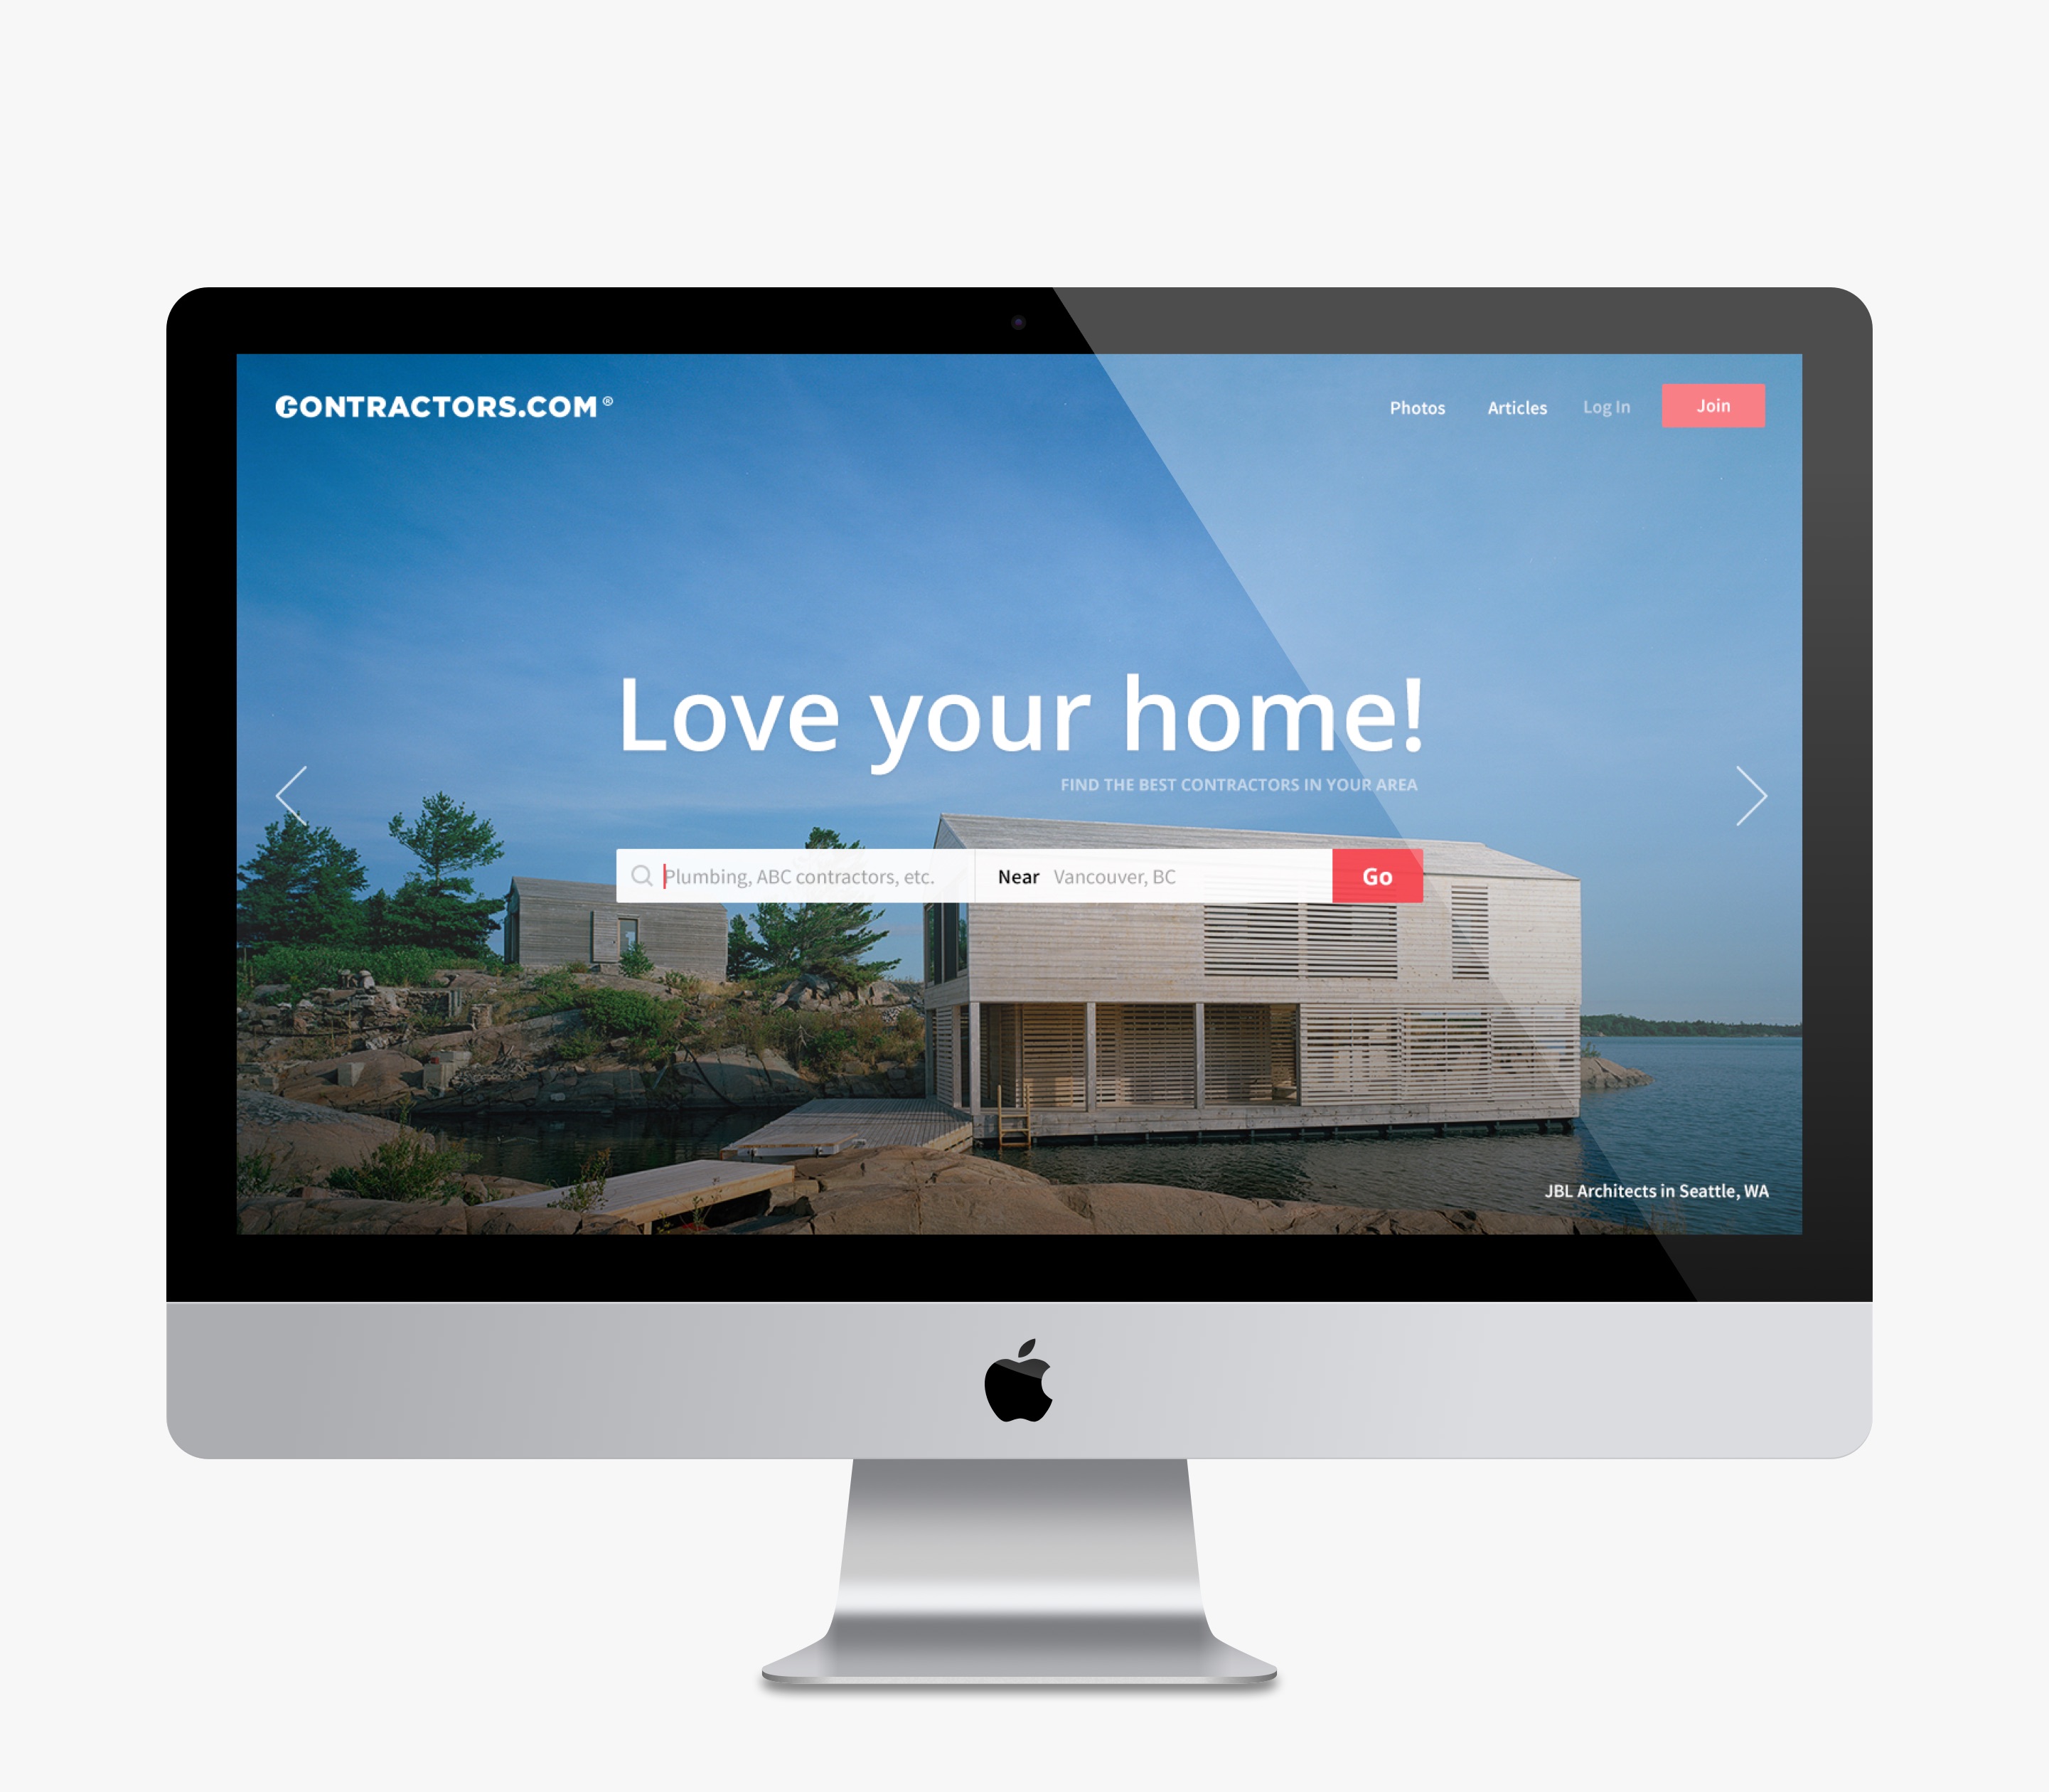 CONTRACTORS.COM®
Photos Articles Log In Join
Love your home!
FIND THE BEST CONTRACTORS IN YOUR AREA
Plumbing, ABC contractors, etc. Near Vancouver, BC Go
JBL Architects in Seattle, WA